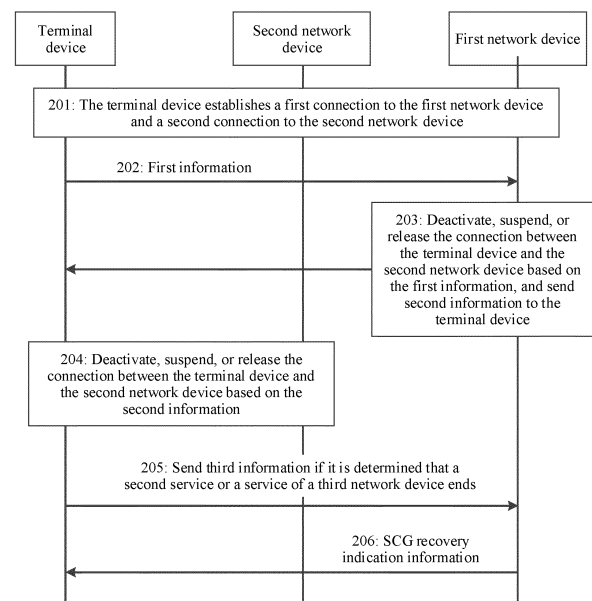 Terminal
device
Second network
device
First network device
201: The terminal device establishes a first connection to the first network device
and a second connection to the second network device
202: First information
203: Deactivate, suspend, or
release the connection between
the terminal device and the
second network device based on
the first information, and send
second information to the
terminal device
204: Deactivate, suspend, or release the
connection between the terminal device and
the second network device based on the
second information
205: Send third information if it is determined that a
second service or a service of a third network device ends
206: SCG recovery
indication information